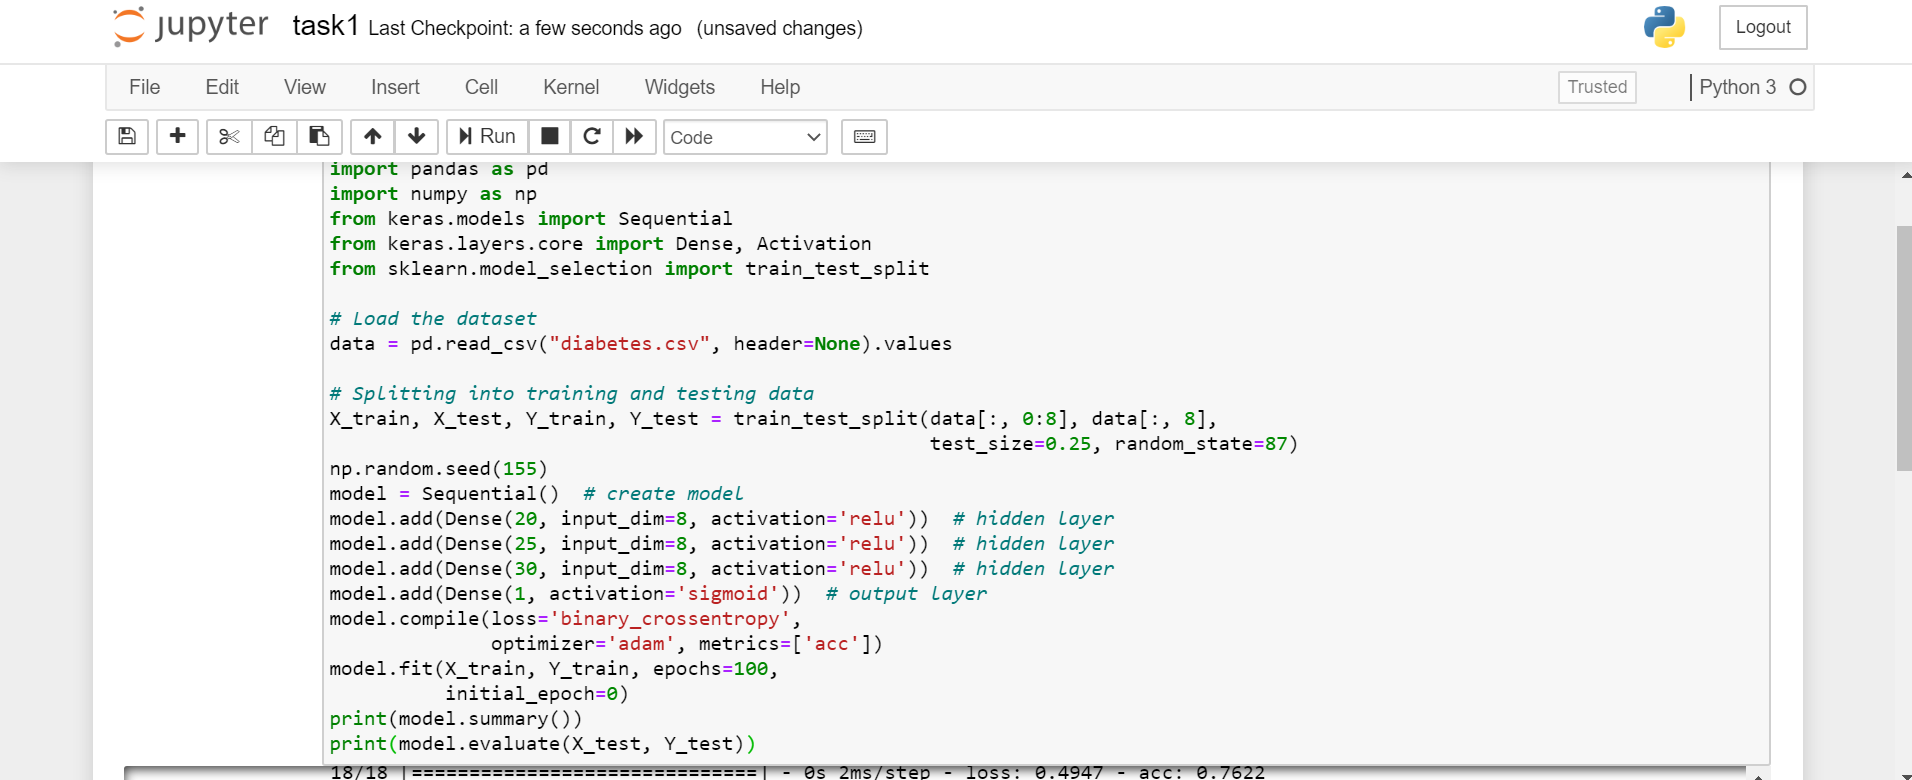 jupyter task1 Last Checkpoint: a few seconds ago (unsaved changes) Logout
File Edit View Insert Cell Kernel Widgets Help Trusted Python 3
Run Code
import pandas as pd
import numpy as np
from keras.models import Sequential
from keras.layers.core import Dense, Activation
from sklearn.model_selection import train_test_split
# Load the dataset
data = pd.read_csv("diabetes.csv", header=None).values
# Splitting into training and testing data
X_train, X_test, Y_train, Y_test = train_test_split(data[:, 0:8], data[:, 8],
test_size=0.25, random_state=87)
np.random.seed(155)
model = Sequential()  # create model
model.add(Dense(20, input_dim=8, activation='relu'))  # hidden layer
model.add(Dense(25, input_dim=8, activation='relu'))  # hidden layer
model.add(Dense(30, input_dim=8, activation='relu'))  # hidden layer
model.add(Dense(1, activation='sigmoid'))  # output layer
model.compile(loss='binary_crossentropy',
optimizer='adam', metrics=['acc'])
model.fit(X_train, Y_train, epochs=100,
initial_epoch=0)
print(model.summary())
print(model.evaluate(X_test, Y_test))
18/18 [==============================] - 0s 2ms/step - loss: 0.4947 - acc: 0.7622